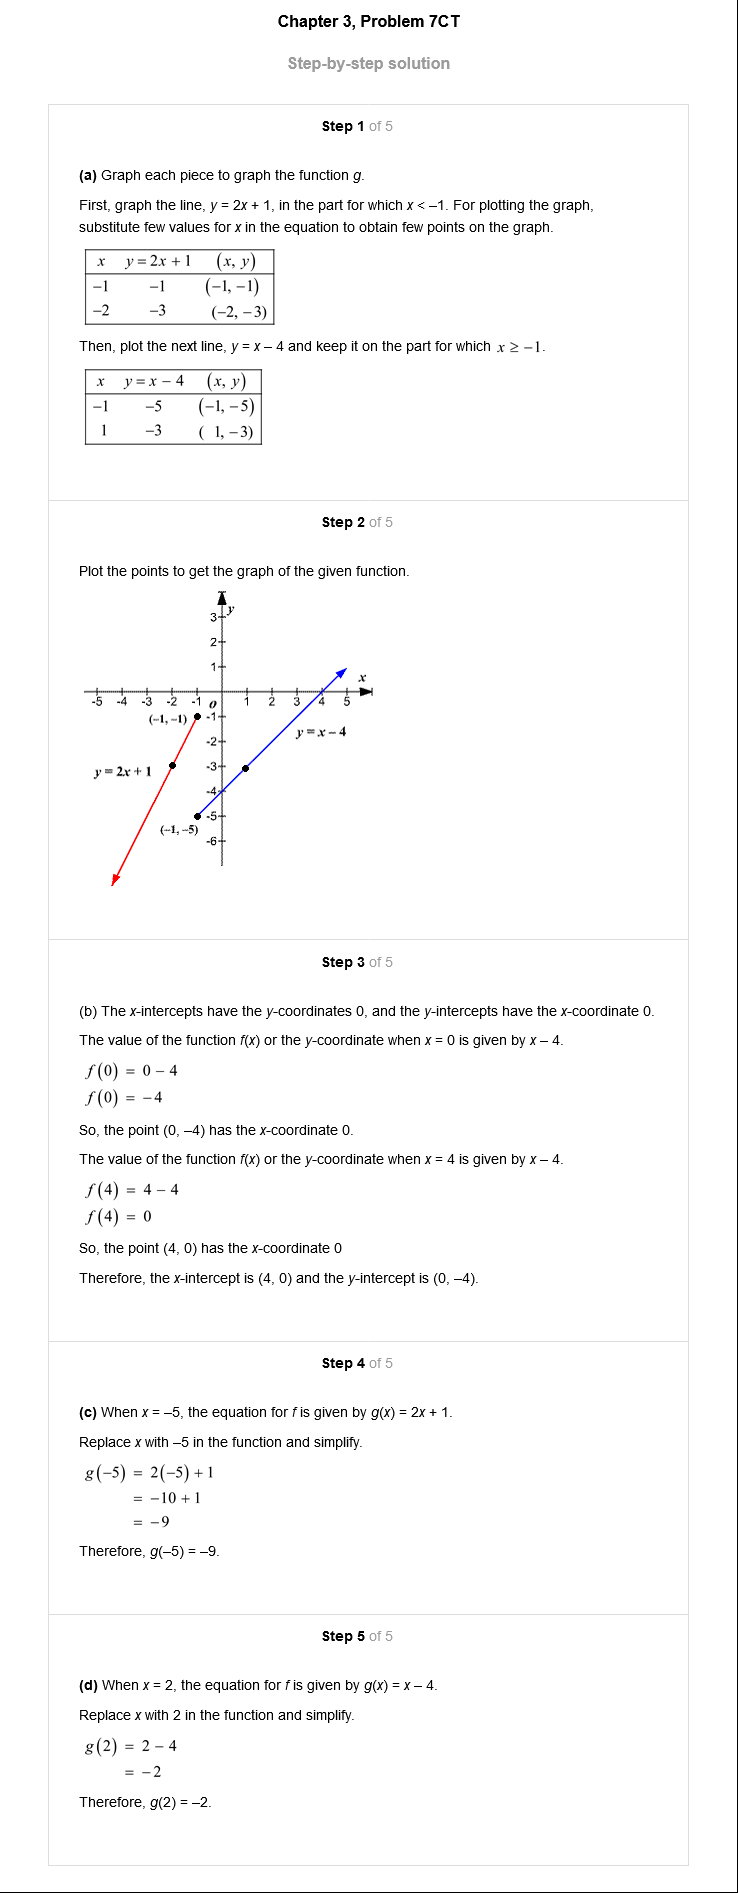 Chapter 3, Problem 7CT
Step-by-step solution
Step 1 of 5
(a) Graph each piece to graph the function g.
First, graph the line, y = 2x + 1, in the part for which x < –1. For plotting the graph,
substitute few values for x in the equation to obtain few points on the graph.
x y = 2x + 1 (x, y)
−1 −1 (−1, −1)
−2 −3 (−2, −3)
Then, plot the next line, y = x – 4 and keep it on the part for which x ≥ −1.
x y = x − 4 (x, y)
−1 −5 (−1, −5)
1 −3 ( 1, −3)
Step 2 of 5
Plot the points to get the graph of the given function.
y
3
2
1
x
-5 -4 -3 -2 -1 O 1 2 3 4 5
(−1, −1) -1
y = x − 4
-2
y = 2x + 1 -3
-4
-5
(−1, −5)
-6
Step 3 of 5
(b) The x-intercepts have the y-coordinates 0, and the y-intercepts have the x-coordinate 0.
The value of the function f(x) or the y-coordinate when x = 0 is given by x – 4.
f(0) = 0 − 4
f(0) = −4
So, the point (0, –4) has the x-coordinate 0.
The value of the function f(x) or the y-coordinate when x = 4 is given by x – 4.
f(4) = 4 − 4
f(4) = 0
So, the point (4, 0) has the x-coordinate 0
Therefore, the x-intercept is (4, 0) and the y-intercept is (0, –4).
Step 4 of 5
(c) When x = –5, the equation for f is given by g(x) = 2x + 1.
Replace x with –5 in the function and simplify.
g(−5) = 2(−5) + 1
= −10 + 1
= −9
Therefore, g(–5) = –9.
Step 5 of 5
(d) When x = 2, the equation for f is given by g(x) = x – 4.
Replace x with 2 in the function and simplify.
g(2) = 2 − 4
= −2
Therefore, g(2) = –2.